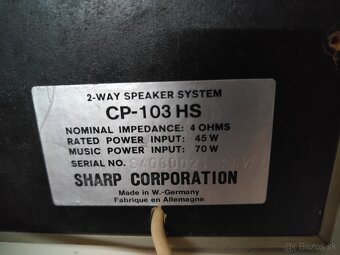 2-WAY SPEAKER SYSTEM
CP-103 HS
NOMINAL IMPEDANCE: 4 OHMS
RATED POWER INPUT: 45 W
MUSIC POWER INPUT: 70 W
SERIAL NO.
SHARP CORPORATION
Made in W.-Germany
Fabriqué en Allemagne
Bazos.sk